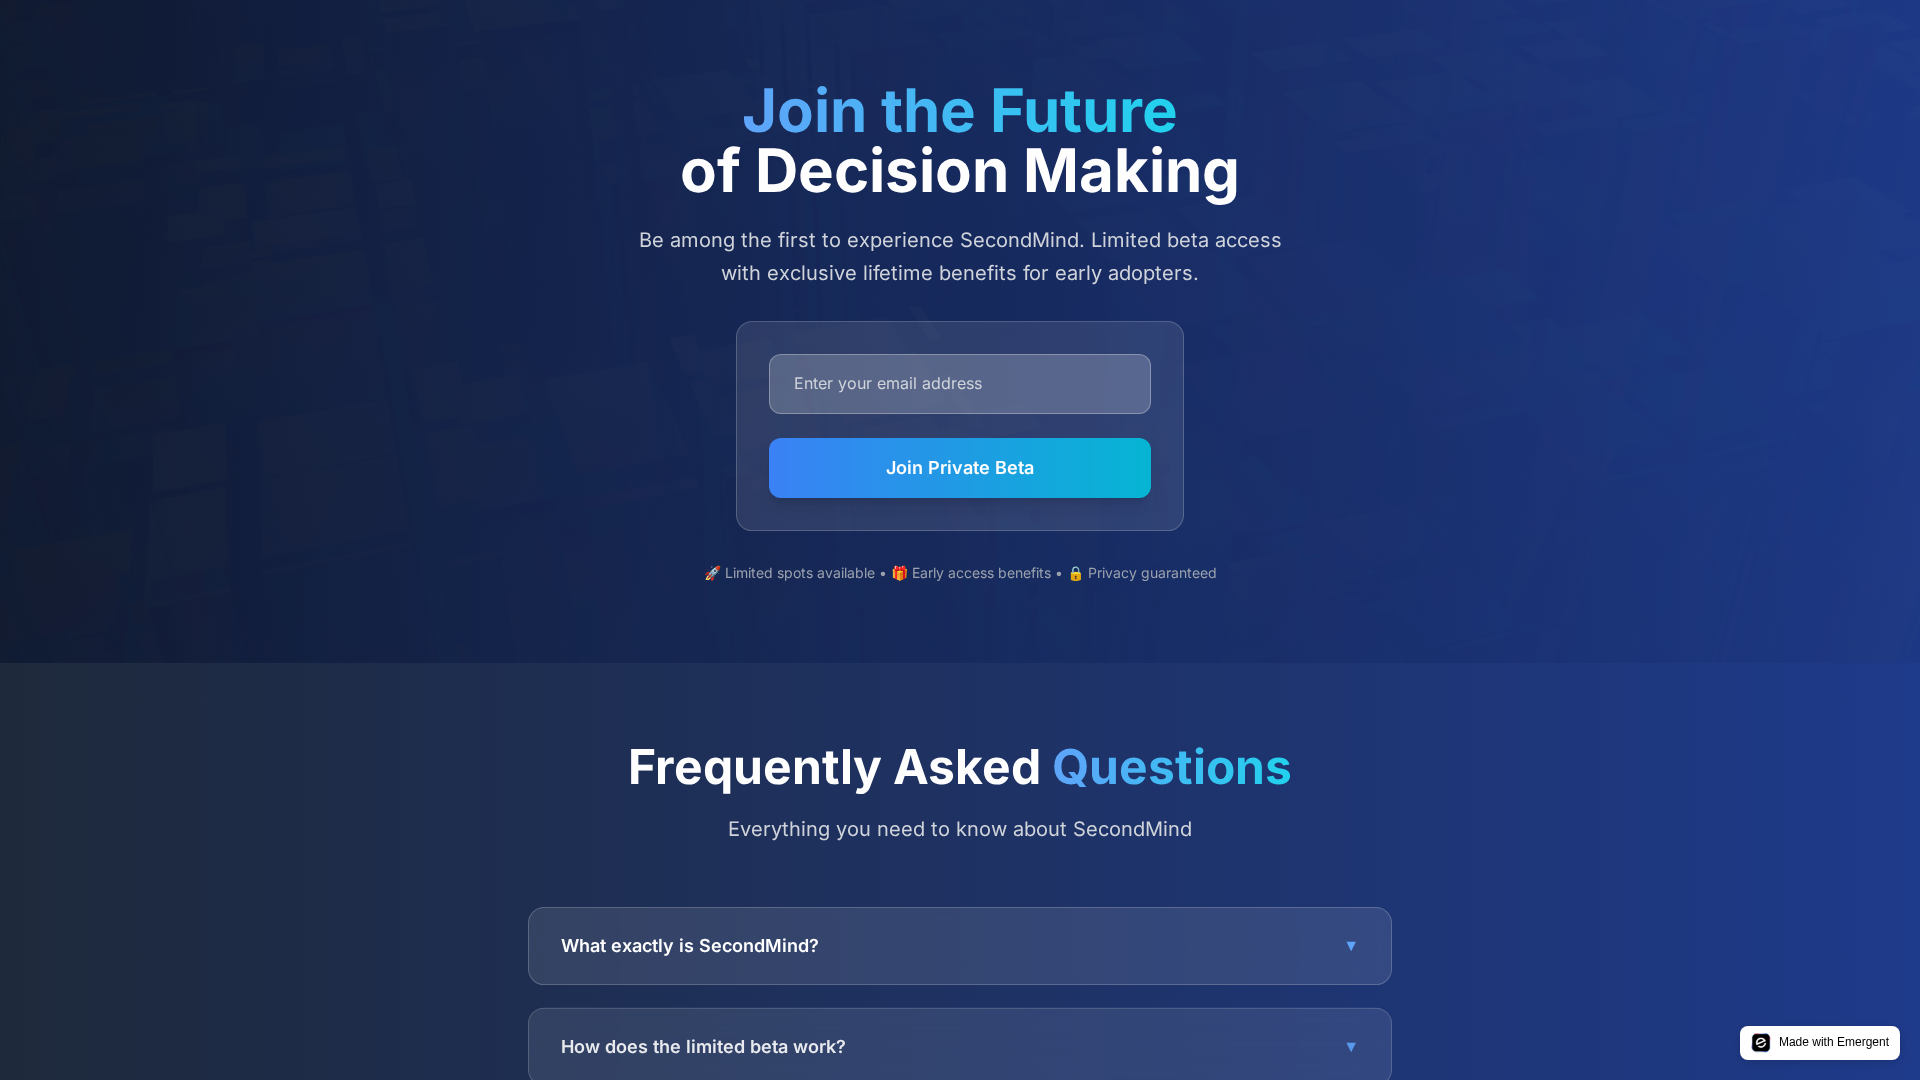 Join the Future
of Decision Making
Be among the first to experience SecondMind. Limited beta access
with exclusive lifetime benefits for early adopters.
Enter your email address
Join Private Beta
🚀 Limited spots available • 🎁 Early access benefits • 🔒 Privacy guaranteed
Frequently Asked Questions
Everything you need to know about SecondMind
What exactly is SecondMind? ▼
How does the limited beta work? ▼
Made with Emergent